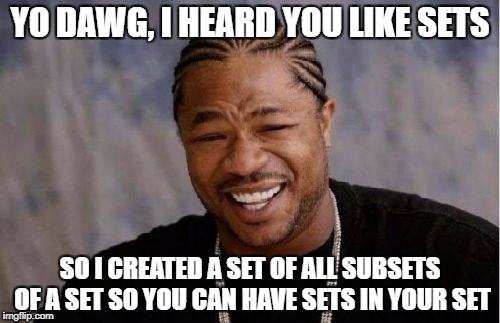 YO DAWG, I HEARD YOU LIKE SETS
SO I CREATED A SET OF ALL SUBSETS
OF A SET SO YOU CAN HAVE SETS IN YOUR SET
imgflip.com